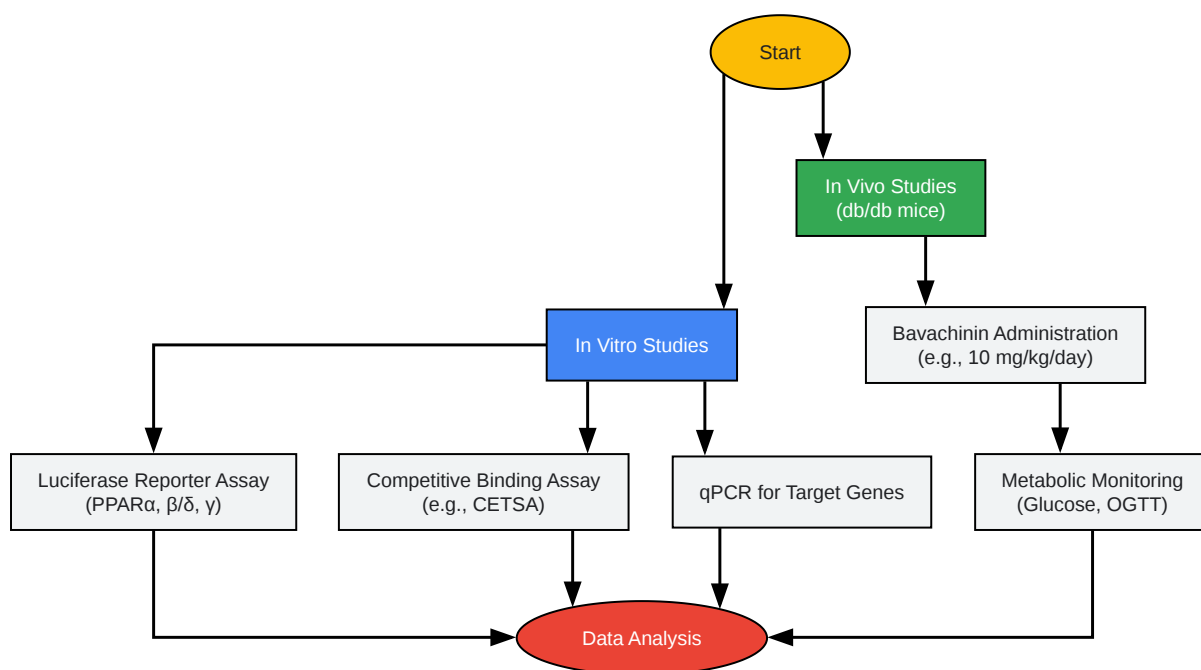 Start
In Vivo Studies
(db/db mice)
In Vitro Studies
Bavachinin Administration
(e.g., 10 mg/kg/day)
Luciferase Reporter Assay
(PPARα, β/δ, γ)
Competitive Binding Assay
(e.g., CETSA)
qPCR for Target Genes
Metabolic Monitoring
(Glucose, OGTT)
Data Analysis